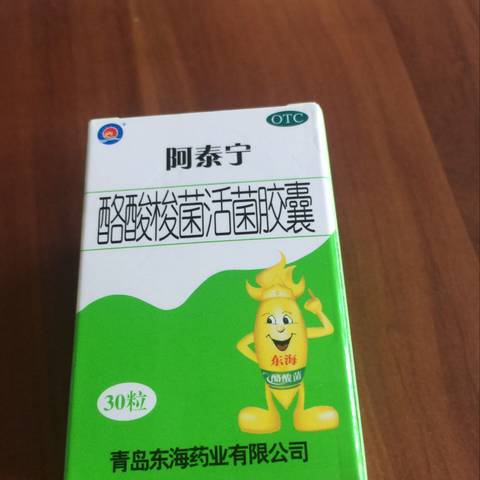 OTC
阿泰宁
酪酸梭菌活菌胶囊
东海
酪酸菌
30粒
青岛东海药业有限公司